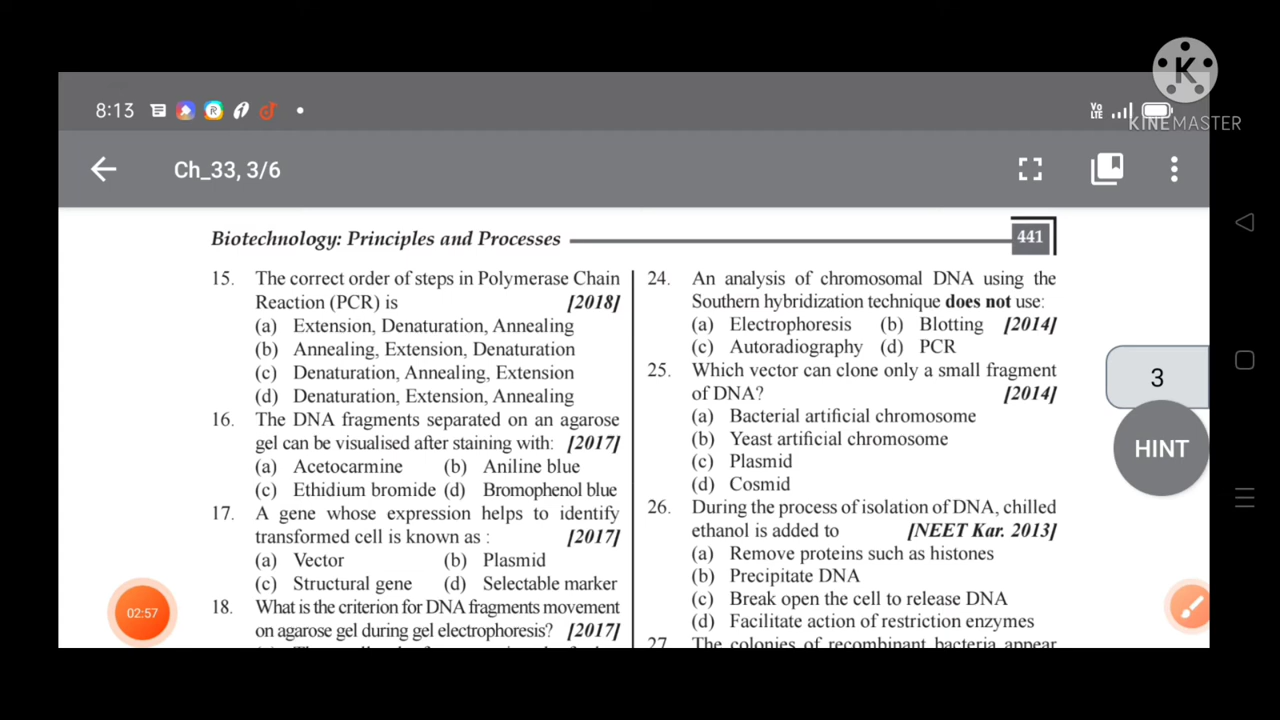 K
KINEMASTER
8:13
Vo
LTE
Ch_33, 3/6
Biotechnology: Principles and Processes
441
15. The correct order of steps in Polymerase Chain
Reaction (PCR) is [2018]
(a) Extension, Denaturation, Annealing
(b) Annealing, Extension, Denaturation
(c) Denaturation, Annealing, Extension
(d) Denaturation, Extension, Annealing
16. The DNA fragments separated on an agarose
gel can be visualised after staining with: [2017]
(a) Acetocarmine (b) Aniline blue
(c) Ethidium bromide (d) Bromophenol blue
17. A gene whose expression helps to identify
transformed cell is known as : [2017]
(a) Vector (b) Plasmid
(c) Structural gene (d) Selectable marker
18. What is the criterion for DNA fragments movement
on agarose gel during gel electrophoresis? [2017]
24. An analysis of chromosomal DNA using the
Southern hybridization technique does not use:
(a) Electrophoresis (b) Blotting [2014]
(c) Autoradiography (d) PCR
25. Which vector can clone only a small fragment
of DNA? [2014]
(a) Bacterial artificial chromosome
(b) Yeast artificial chromosome
(c) Plasmid
(d) Cosmid
26. During the process of isolation of DNA, chilled
ethanol is added to [NEET Kar. 2013]
(a) Remove proteins such as histones
(b) Precipitate DNA
(c) Break open the cell to release DNA
(d) Facilitate action of restriction enzymes
27. The colonies of recombinant bacteria appear
3
HINT
02:57